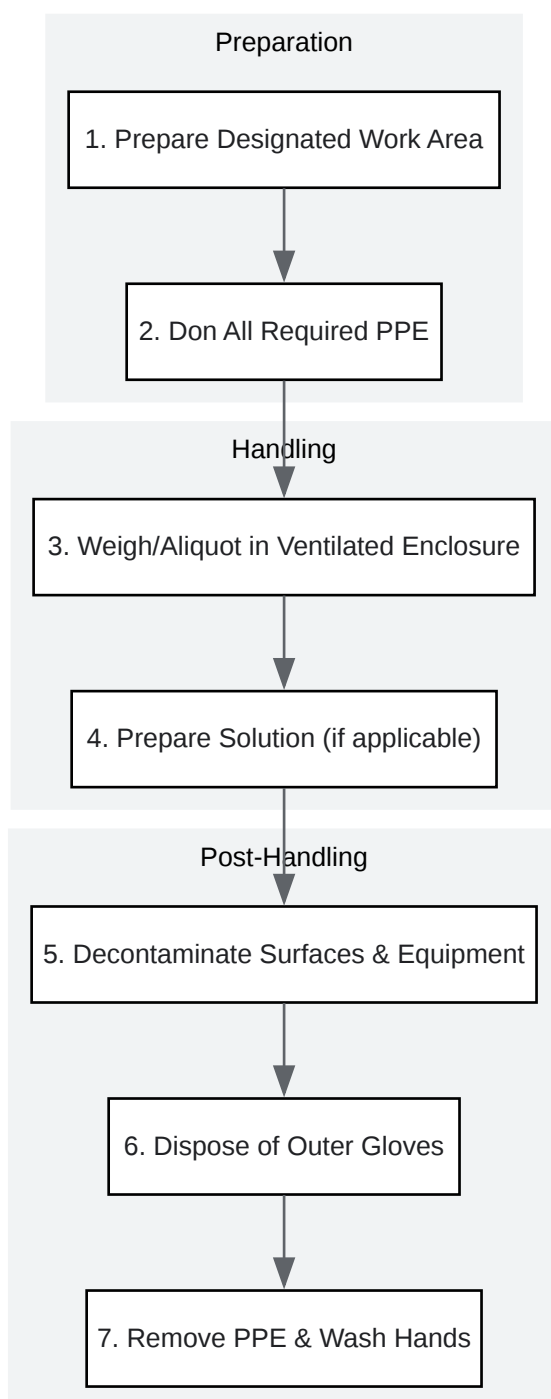 Preparation
1. Prepare Designated Work Area
2. Don All Required PPE
Handling
3. Weigh/Aliquot in Ventilated Enclosure
4. Prepare Solution (if applicable)
Post-Handling
5. Decontaminate Surfaces & Equipment
6. Dispose of Outer Gloves
7. Remove PPE & Wash Hands